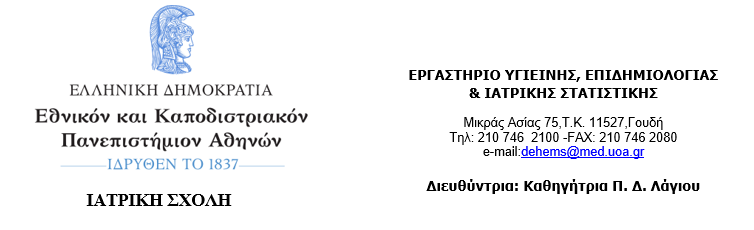 ΕΛΛΗΝΙΚΗ ΔΗΜΟΚΡΑΤΙΑ
Εθνικόν και Καποδιστριακόν
Πανεπιστήμιον Αθηνών
ΙΔΡΥΘΕΝ ΤΟ 1837
ΙΑΤΡΙΚΗ ΣΧΟΛΗ
ΕΡΓΑΣΤΗΡΙΟ ΥΓΙΕΙΝΗΣ, ΕΠΙΔΗΜΙΟΛΟΓΙΑΣ
& ΙΑΤΡΙΚΗΣ ΣΤΑΤΙΣΤΙΚΗΣ
Μικράς Ασίας 75,Τ.Κ. 11527,Γουδή
Τηλ: 210 746 2100 -FAX: 210 746 2080
e-mail:dehems@med.uoa.gr
Διευθύντρια: Καθηγήτρια Π. Δ. Λάγιου